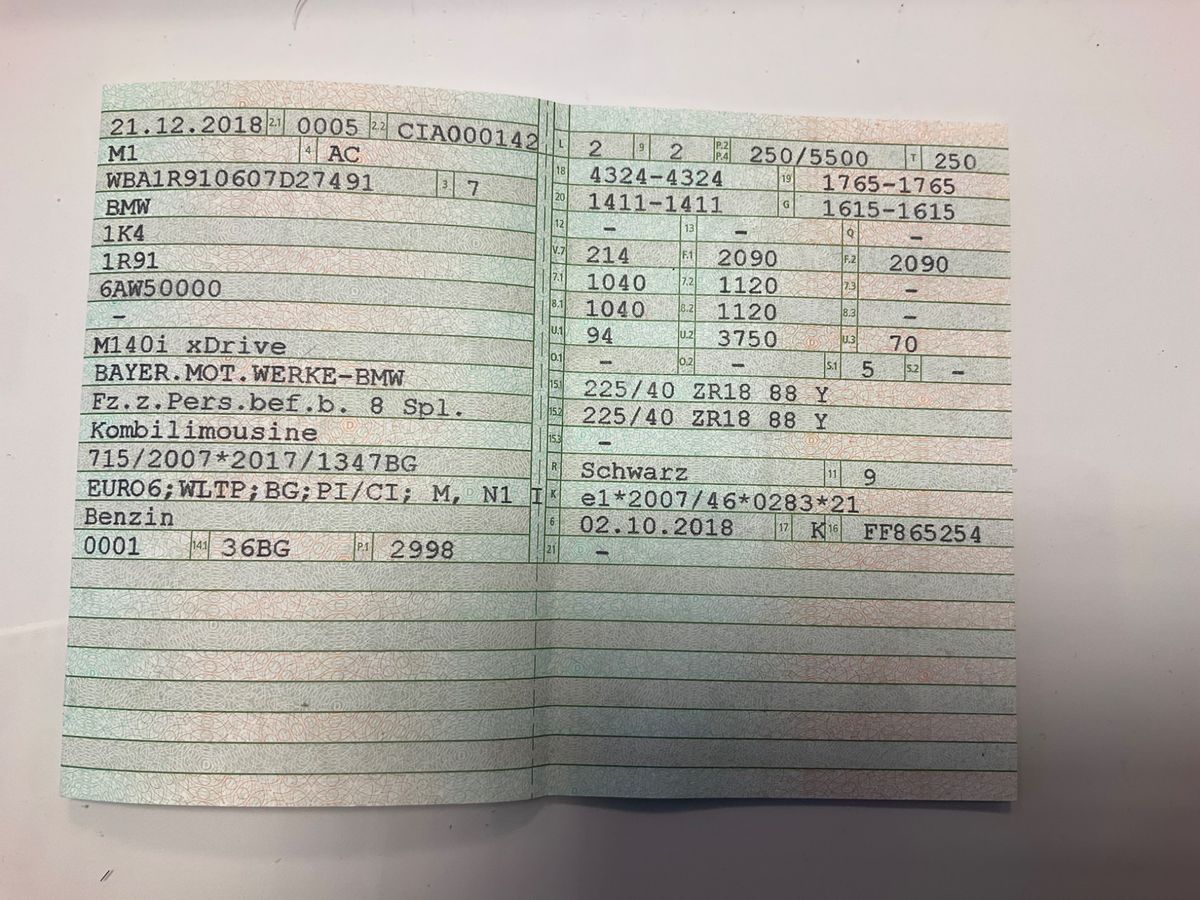 21.12.2018 2.1 0005 2.2 CIA000142
M1 4 AC
WBA1R910607D27491 3 7
BMW
1K4
1R91
6AW50000
–
M140i xDrive
BAYER.MOT.WERKE-BMW
Fz.z.Pers.bef.b. 8 Spl.
Kombilimousine
715/2007*2017/1347BG
EURO6;WLTP;BG;PI/CI; M, N1 I
Benzin
0001 14.1 36BG P.1 2998
L 2 9 2 P.2 P.4 250/5500 T 250
18 4324-4324 19 1765-1765
20 1411-1411 G 1615-1615
12 – 13 – Q –
V.7 214 F.1 2090 F.2 2090
7.1 1040 7.2 1120 7.3 –
8.1 1040 8.2 1120 8.3 –
U.1 94 U.2 3750 U.3 70
O.1 – O.2 – S.1 5 S.2 –
15.1 225/40 ZR18 88 Y
15.2 225/40 ZR18 88 Y
15.3 –
R Schwarz 11 9
K e1*2007/46*0283*21
6 02.10.2018 17 K 16 FF865254
21 –